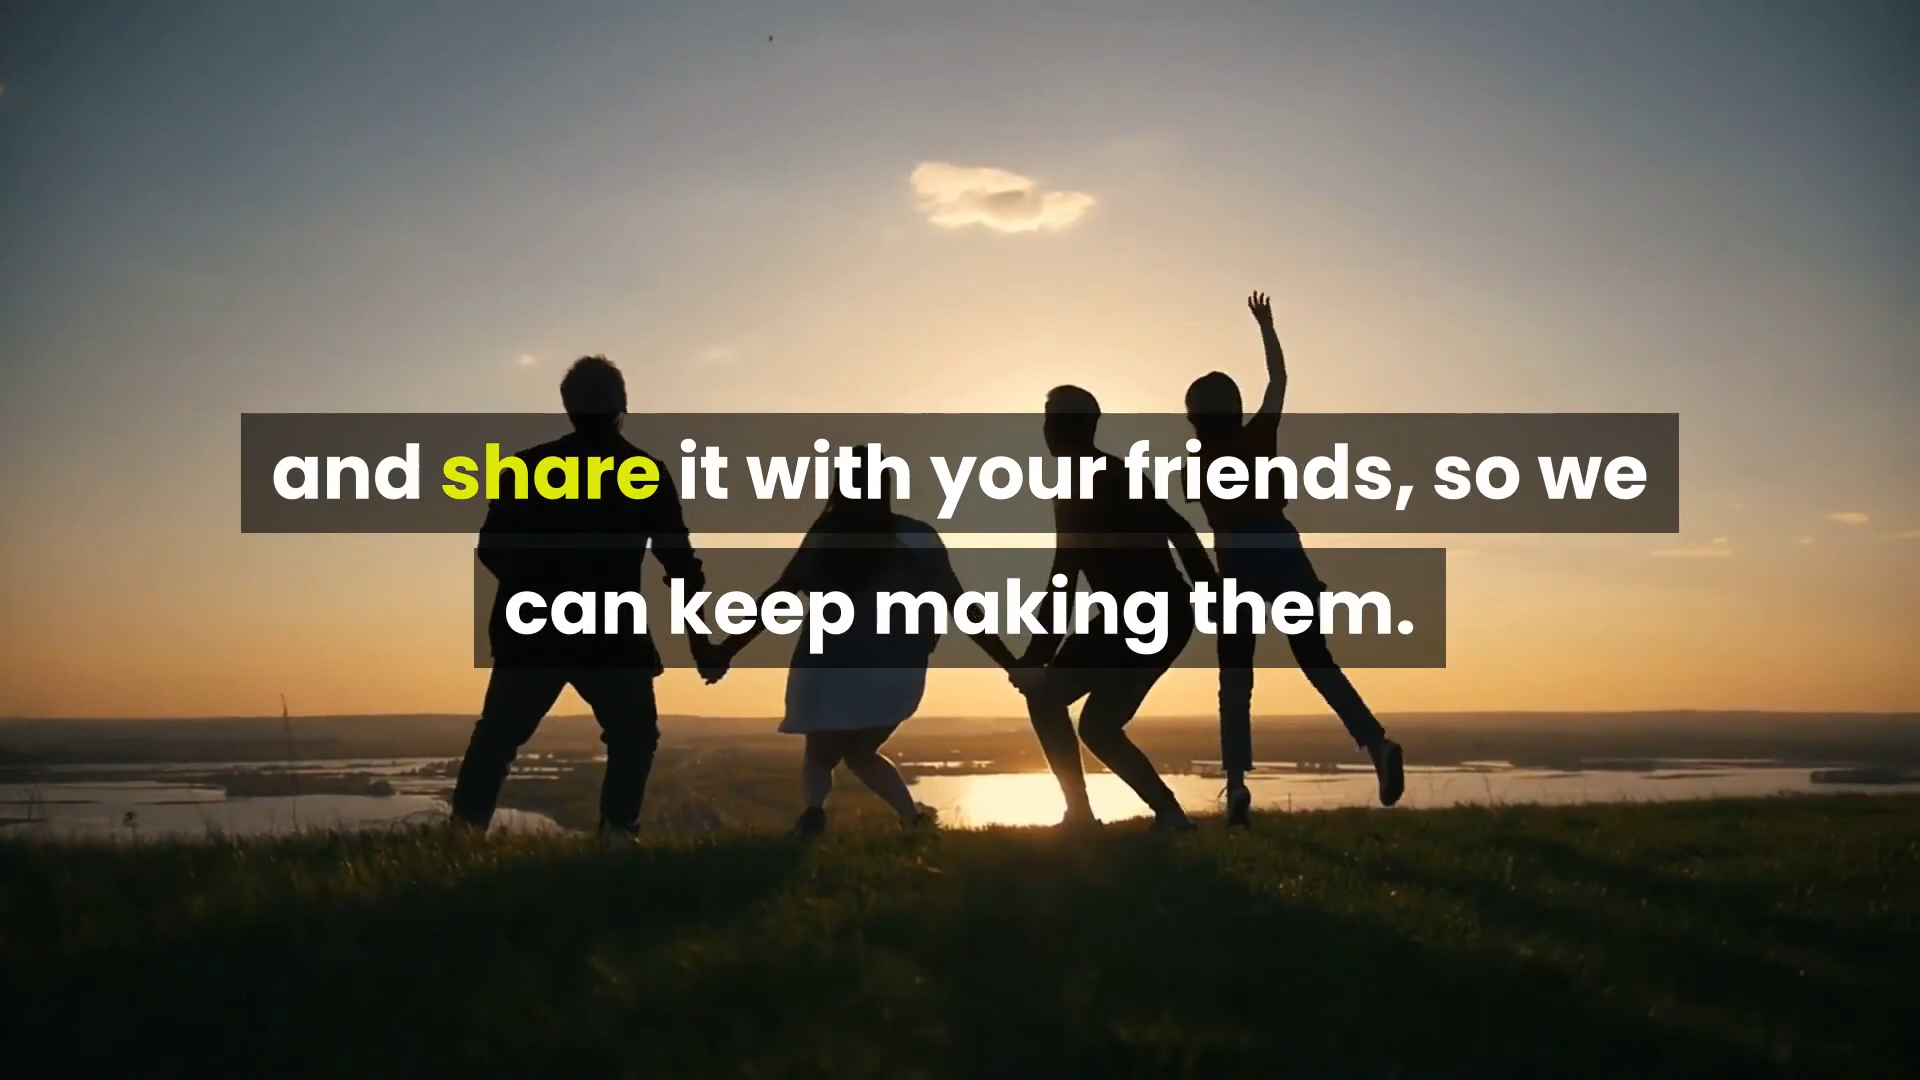 and share it with your friends, so we
can keep making them.